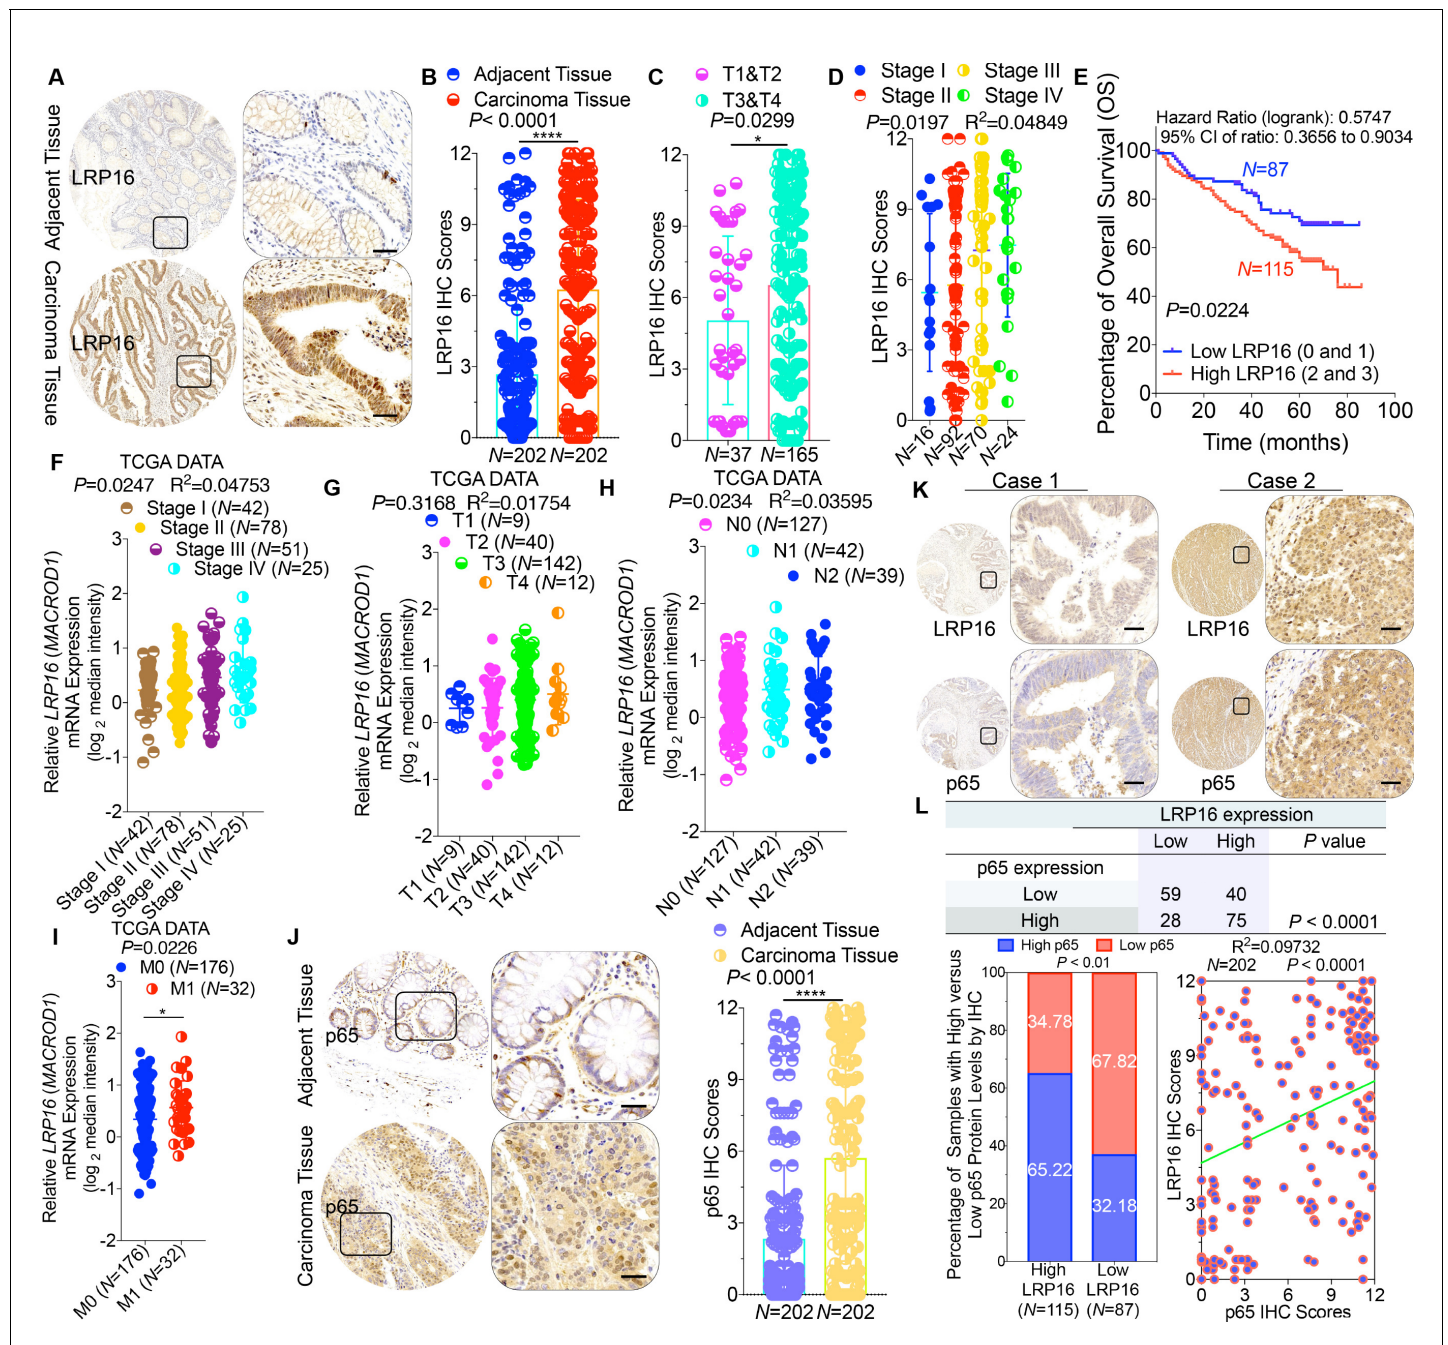 A
Adjacent Tissue
LRP16
Carcinoma Tissue
LRP16
B
Adjacent Tissue
Carcinoma Tissue
P< 0.0001
****
LRP16 IHC Scores
12
9
6
3
0
N=202 N=202
C
T1&T2
T3&T4
P=0.0299
*
LRP16 IHC Scores
12
9
6
3
0
N=37 N=165
D
Stage I Stage III
Stage II Stage IV
P=0.0197 R2=0.04849
LRP16 IHC Scores
12
9
6
3
0
N=16 N=92 N=70 N=24
E
Hazard Ratio (logrank): 0.5747
95% CI of ratio: 0.3656 to 0.9034
Percentage of Overall Survival (OS)
100
80
60
40
20
0
N=87
N=115
P=0.0224
Low LRP16 (0 and 1)
High LRP16 (2 and 3)
0 20 40 60 80 100
Time (months)
F
TCGA DATA
P=0.0247 R2=0.04753
Stage I (N=42)
Stage II (N=78)
Stage III (N=51)
Stage IV (N=25)
Relative LRP16 (MACROD1)
mRNA Expression
(log 2 median intensity)
3
2
1
0
-1
-2
Stage I (N=42)
Stage II (N=78)
Stage III (N=51)
Stage IV (N=25)
G
TCGA DATA
P=0.3168 R2=0.01754
T1 (N=9)
T2 (N=40)
T3 (N=142)
T4 (N=12)
Relative LRP16 (MACROD1)
mRNA Expression
(log 2 median intensity)
3
2
1
0
-1
-2
T1 (N=9)
T2 (N=40)
T3 (N=142)
T4 (N=12)
H
TCGA DATA
P=0.0234 R2=0.03595
N0 (N=127)
N1 (N=42)
N2 (N=39)
Relative LRP16 (MACROD1)
mRNA Expression
(log 2 median intensity)
3
2
1
0
-1
-2
N0 (N=127)
N1 (N=42)
N2 (N=39)
K
Case 1 Case 2
LRP16 LRP16
p65 p65
I
TCGA DATA
P=0.0226
M0 (N=176)
M1 (N=32)
*
Relative LRP16 (MACROD1)
mRNA Expression
(log 2 median intensity)
3
2
1
0
-1
-2
M0 (N=176)
M1 (N=32)
J
Adjacent Tissue
p65
Carcinoma Tissue
p65
Adjacent Tissue
Carcinoma Tissue
P< 0.0001
****
p65 IHC Scores
12
9
6
3
0
N=202 N=202
L
LRP16 expression
Low High P value
p65 expression
Low 59 40
High 28 75 P < 0.0001
High p65 Low p65
P < 0.01
Percentage of Samples with High versus
Low p65 Protein Levels by IHC
100
80
60
40
20
0
34.78
65.22
67.82
32.18
High
LRP16
(N=115)
Low
LRP16
(N=87)
R2=0.09732
N=202 P < 0.0001
LRP16 IHC Scores
12
9
6
3
0
0 3 6 9 12
p65 IHC Scores